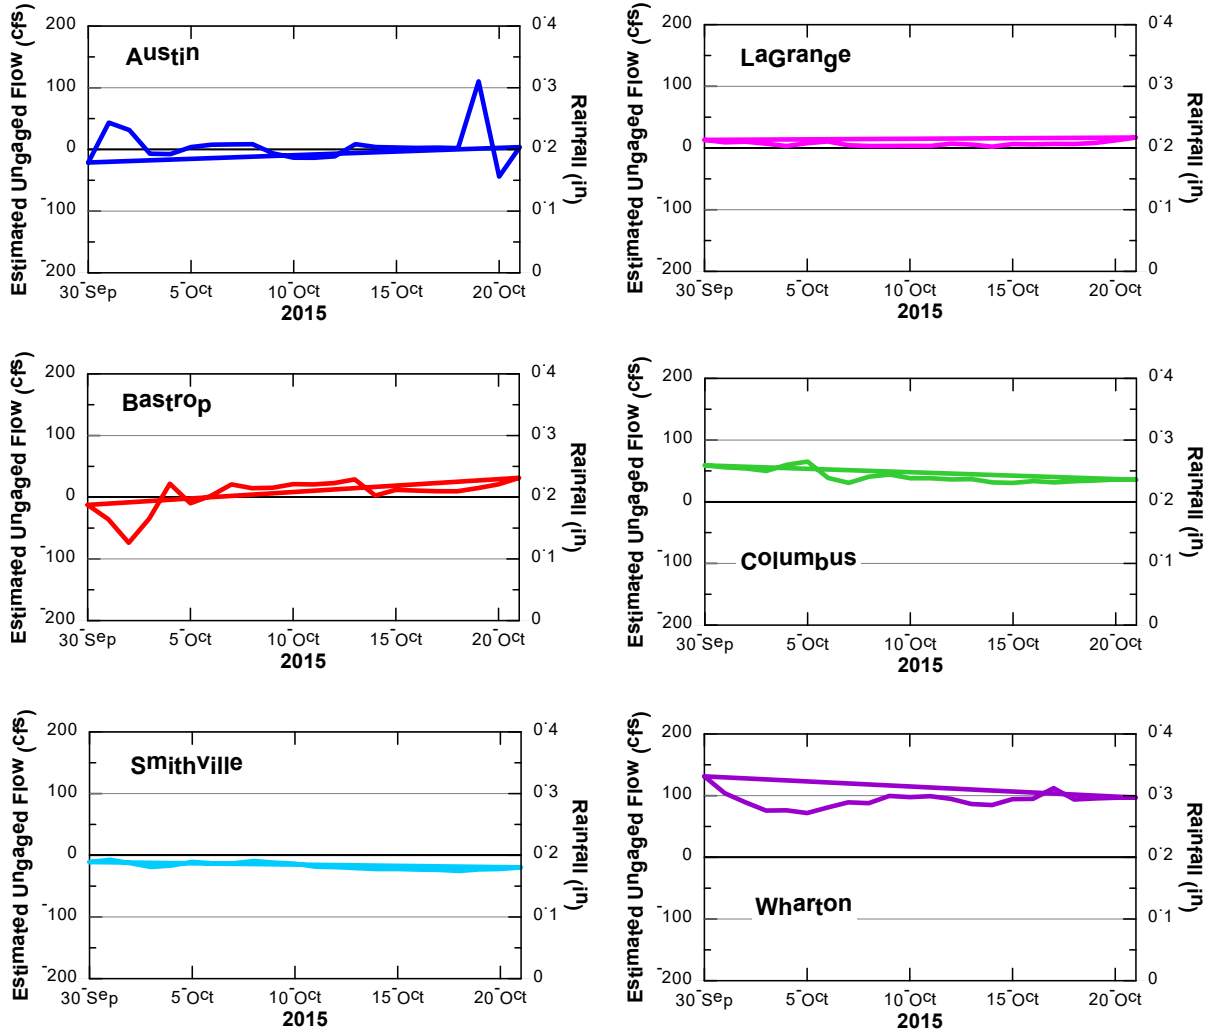 Estimated Ungaged Flow (cfs)
200
100
0
-100
-200
Austin
0.4
0.3
0.2
0.1
0
Rainfall (in)
30-Sep 5-Oct 10-Oct 15-Oct 20-Oct
2015
Estimated Ungaged Flow (cfs)
200
100
0
-100
-200
LaGrange
0.4
0.3
0.2
0.1
0
Rainfall (in)
30-Sep 5-Oct 10-Oct 15-Oct 20-Oct
2015
Estimated Ungaged Flow (cfs)
200
100
0
-100
-200
Bastrop
0.4
0.3
0.2
0.1
0
Rainfall (in)
30-Sep 5-Oct 10-Oct 15-Oct 20-Oct
2015
Estimated Ungaged Flow (cfs)
200
100
0
-100
-200
Columbus
0.4
0.3
0.2
0.1
0
Rainfall (in)
30-Sep 5-Oct 10-Oct 15-Oct 20-Oct
2015
Estimated Ungaged Flow (cfs)
200
100
0
-100
-200
Smithville
0.4
0.3
0.2
0.1
0
Rainfall (in)
30-Sep 5-Oct 10-Oct 15-Oct 20-Oct
2015
Estimated Ungaged Flow (cfs)
200
100
0
-100
-200
Wharton
0.4
0.3
0.2
0.1
0
Rainfall (in)
30-Sep 5-Oct 10-Oct 15-Oct 20-Oct
2015